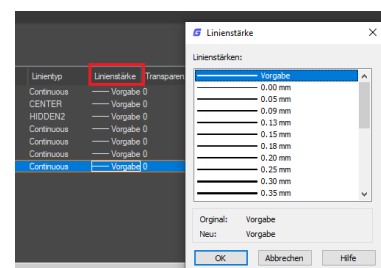 Linienstärke
Linienstärken:
Linientyp Linienstärke Transparen
Continuous Vorgabe 0
CENTER Vorgabe 0
HIDDEN2 Vorgabe 0
Continuous Vorgabe 0
Continuous Vorgabe 0
Continuous Vorgabe 0
Continuous Vorgabe 0
Vorgabe
0.00 mm
0.05 mm
0.09 mm
0.13 mm
0.15 mm
0.18 mm
0.20 mm
0.25 mm
0.30 mm
0.35 mm
Orginal: Vorgabe
Neu: Vorgabe
OK Abbrechen Hilfe